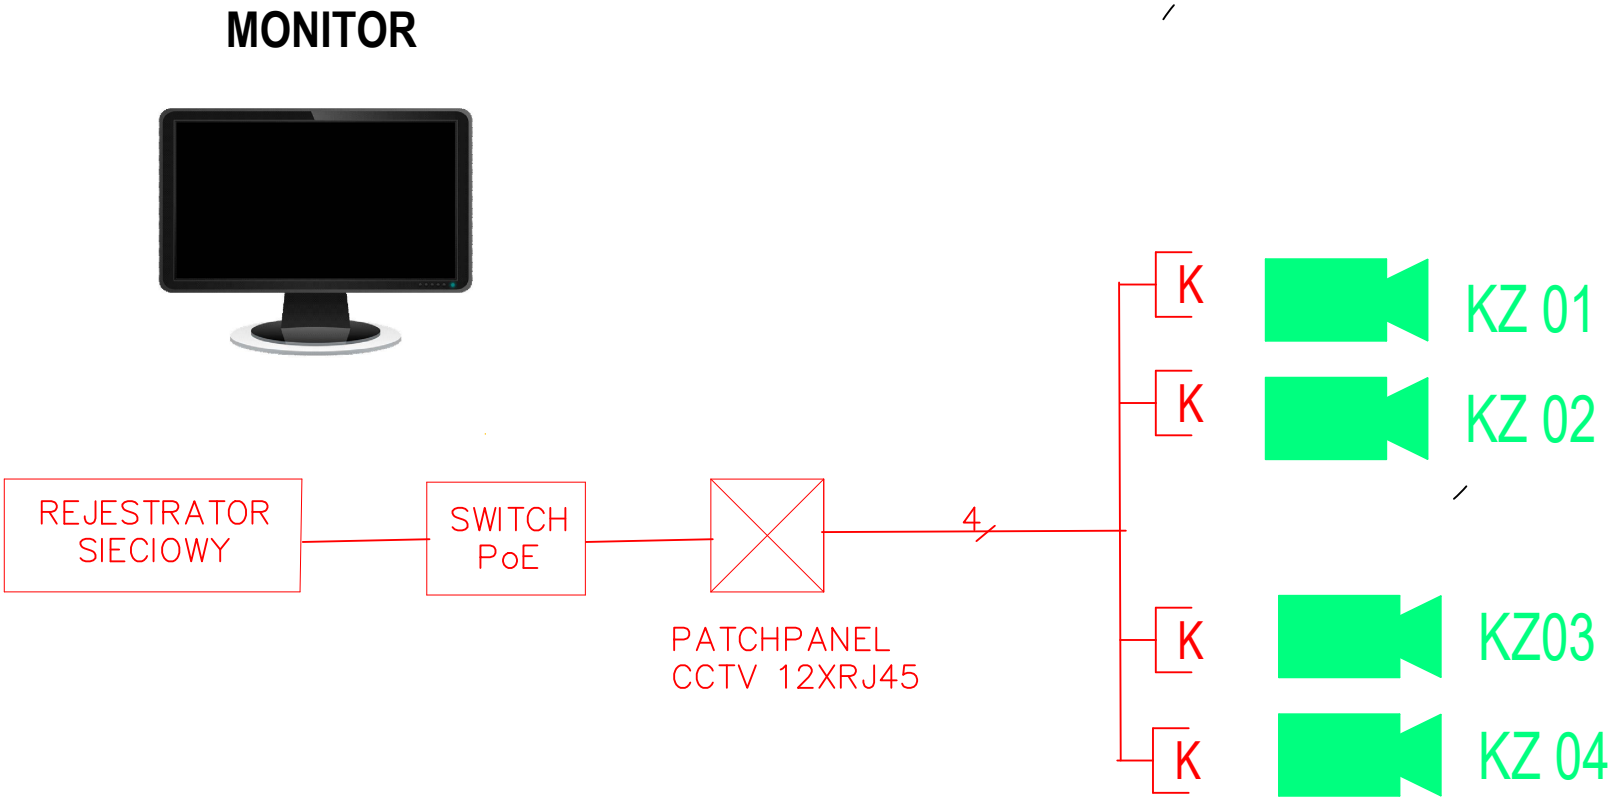 MONITOR
K
KZ 01
K
KZ 02
REJESTRATOR
SIECIOWY
SWITCH
PoE
4
PATCHPANEL
CCTV 12XRJ45
K
KZ03
K
KZ 04